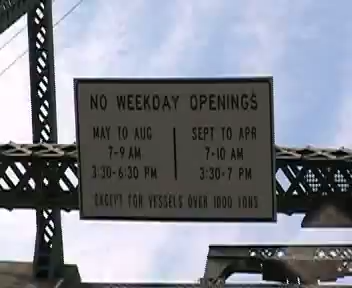 NO WEEKDAY OPENINGS
MAY TO AUG
7-9 AM
3:30-6:30 PM
SEPT TO APR
7-10 AM
3:30-7 PM
EXCEPT FOR VESSELS OVER 1000 TONS